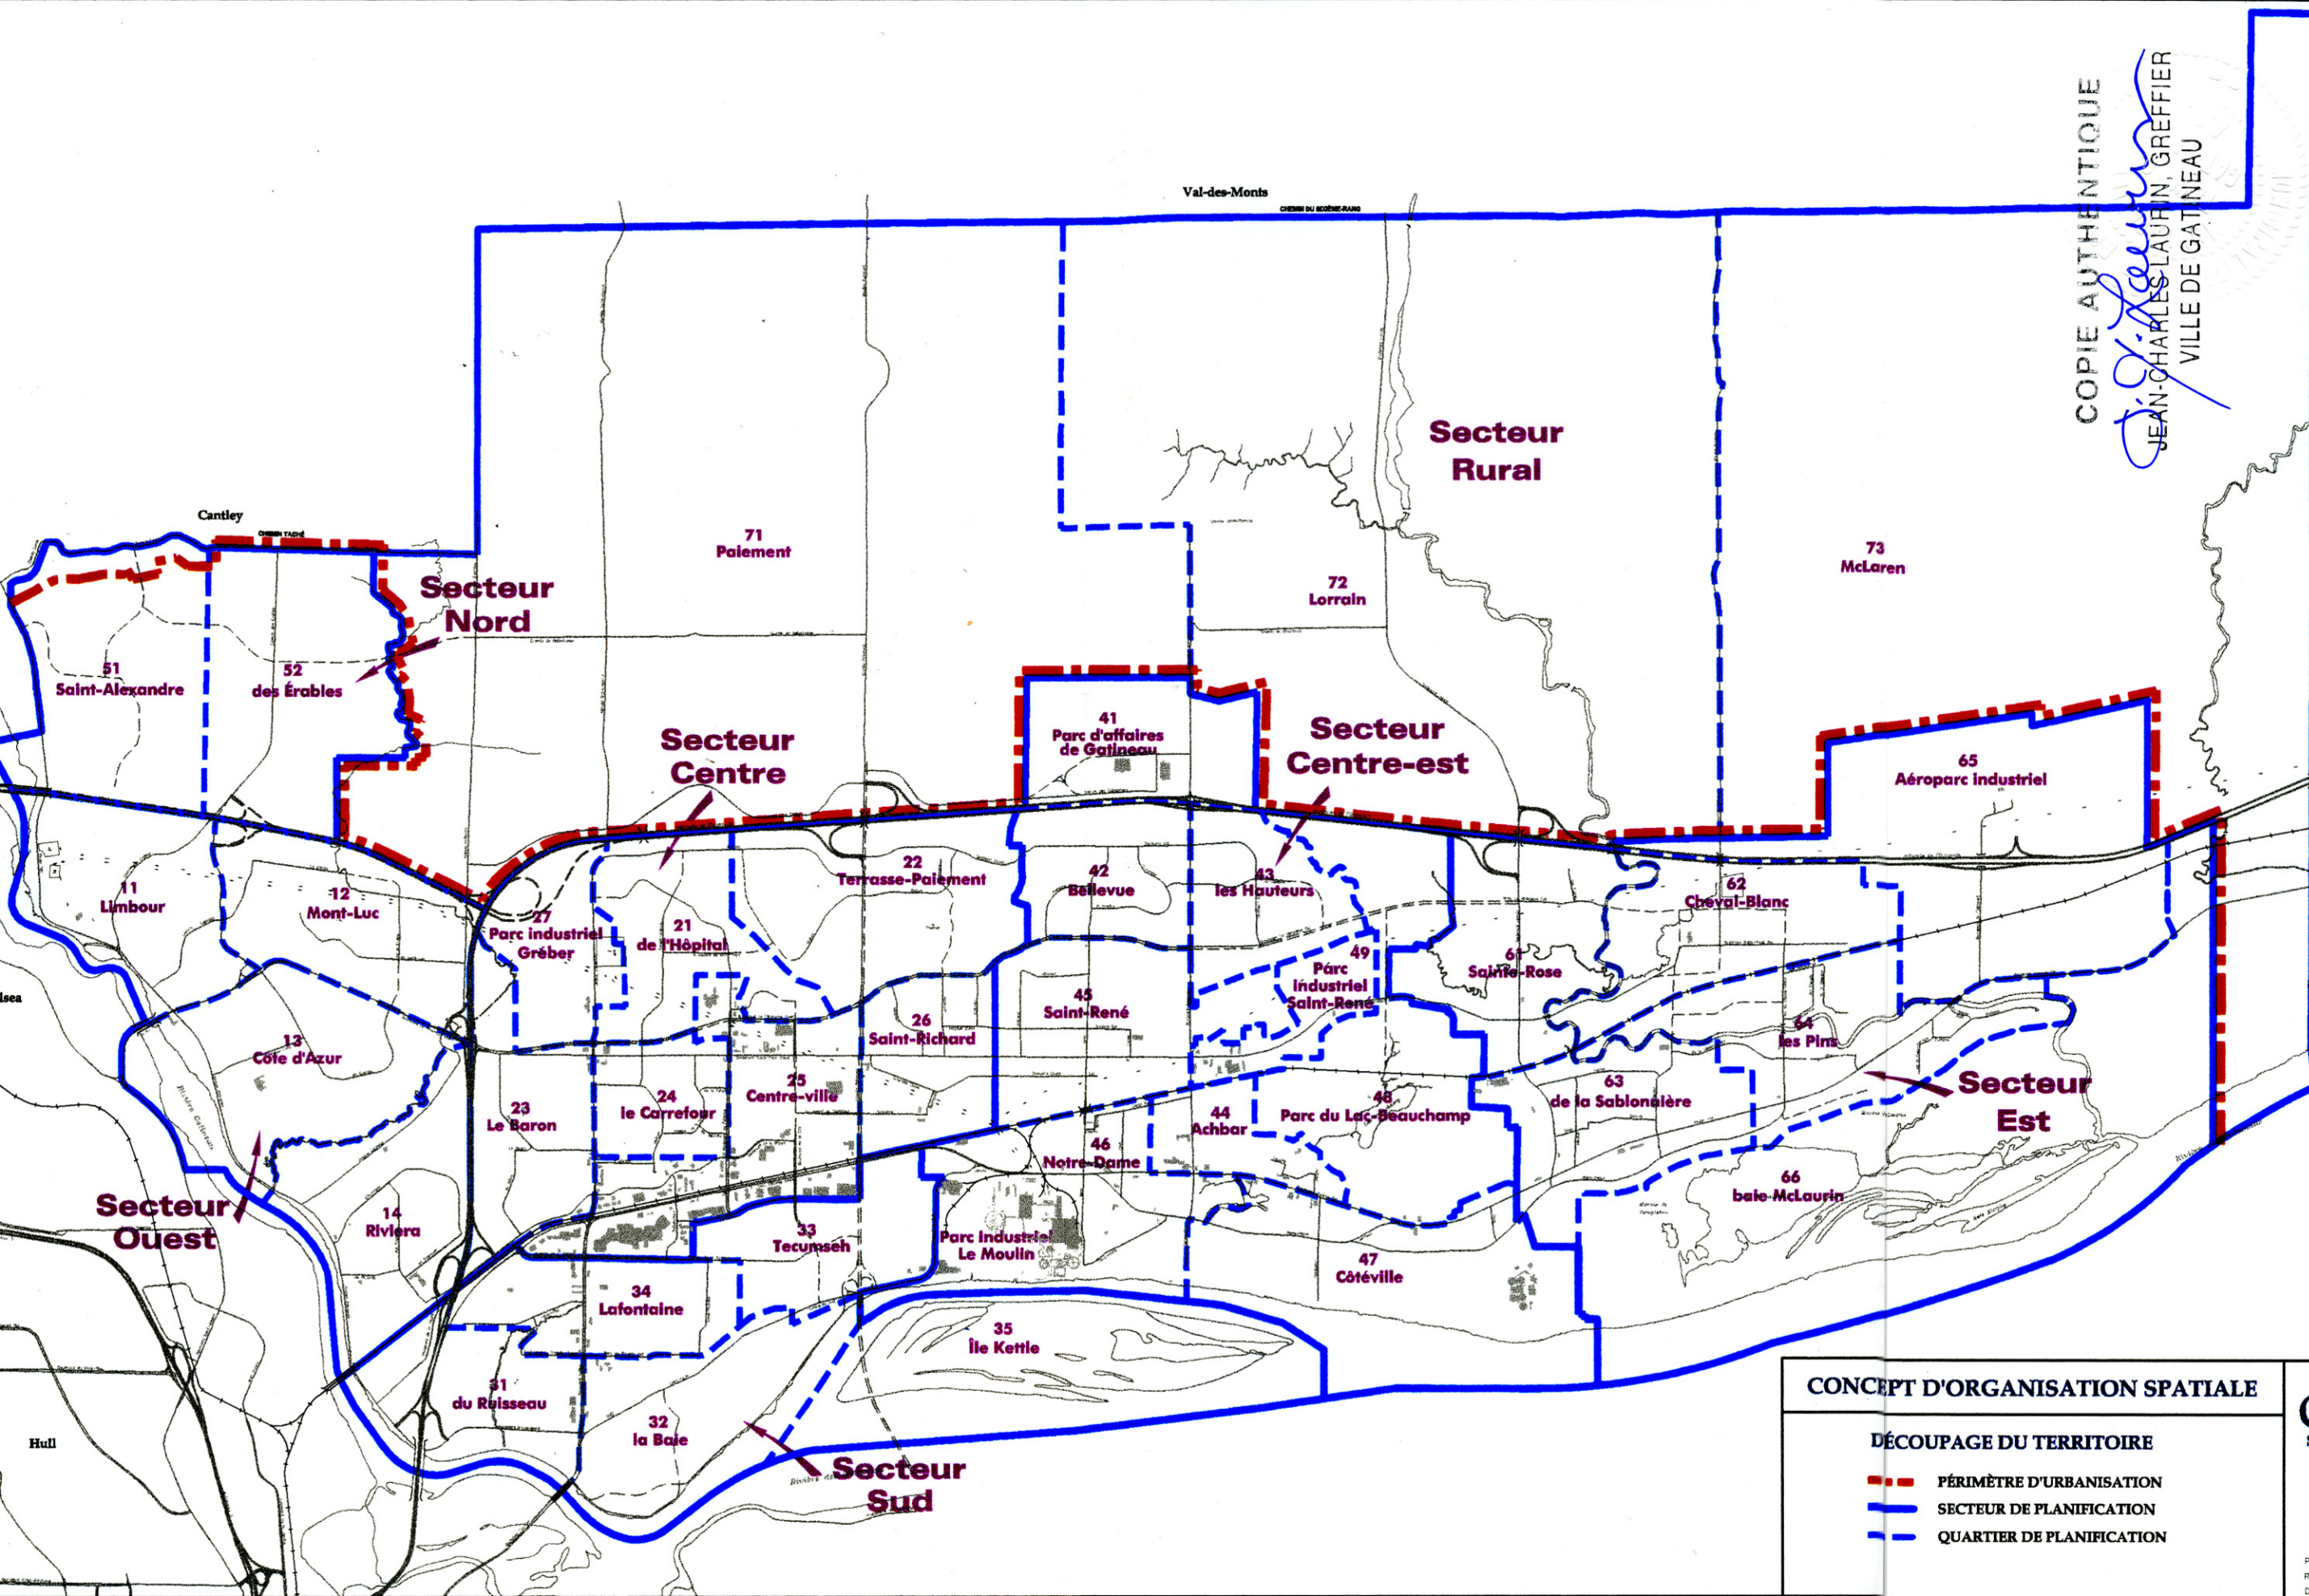 Val-des-Monts
CHEMIN DU SIXIÈME-RANG
COPIE AUTHENTIQUE
JEAN-CHARLES LAURIN, GREFFIER
VILLE DE GATINEAU
Secteur
Rural
Cantley
CHEMIN TACHÉ
71
Paiement
72
Lorrain
73
McLaren
Secteur
Nord
51
Saint-Alexandre
52
des Érables
Secteur
Centre
41
Parc d'affaires
de Gatineau
Secteur
Centre-est
65
Aéroparc industriel
11
Limbour
12
Mont-Luc
27
Parc industriel
Gréber
21
de l'Hôpital
22
Terrasse-Paiement
42
Bellevue
43
les Hauteurs
62
Cheval-Blanc
49
Parc
industriel
Saint-René
61
Sainte-Rose
lsea
13
Côte d'Azur
26
Saint-Richard
45
Saint-René
64
les Pins
23
Le Baron
24
le Carrefour
25
Centre-ville
44
Achbar
48
Parc du Lac-Beauchamp
63
de la Sablonnière
Secteur
Est
46
Notre-Dame
66
baie McLaurin
Secteur
Ouest
14
Riviera
33
Tecumseh
Parc Industriel
Le Moulin
47
Côtéville
34
Lafontaine
35
Île Kettle
31
du Ruisseau
32
la Baie
Secteur
Sud
Hull
CONCEPT D'ORGANISATION SPATIALE
DÉCOUPAGE DU TERRITOIRE
PÉRIMÈTRE D'URBANISATION
SECTEUR DE PLANIFICATION
QUARTIER DE PLANIFICATION